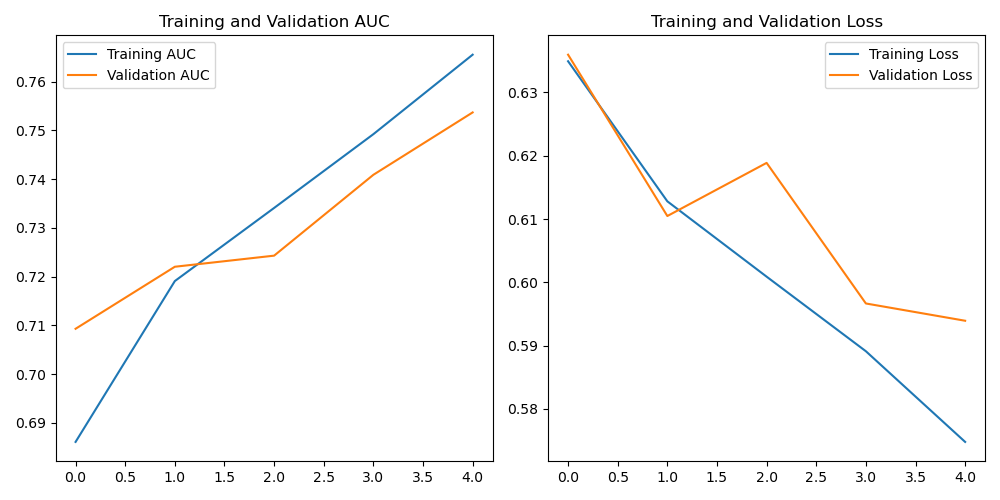 Training and Validation AUC
Training AUC
Validation AUC
0.76
0.75
0.74
0.73
0.72
0.71
0.70
0.69
0.0 0.5 1.0 1.5 2.0 2.5 3.0 3.5 4.0
Training and Validation Loss
Training Loss
Validation Loss
0.63
0.62
0.61
0.60
0.59
0.58
0.0 0.5 1.0 1.5 2.0 2.5 3.0 3.5 4.0